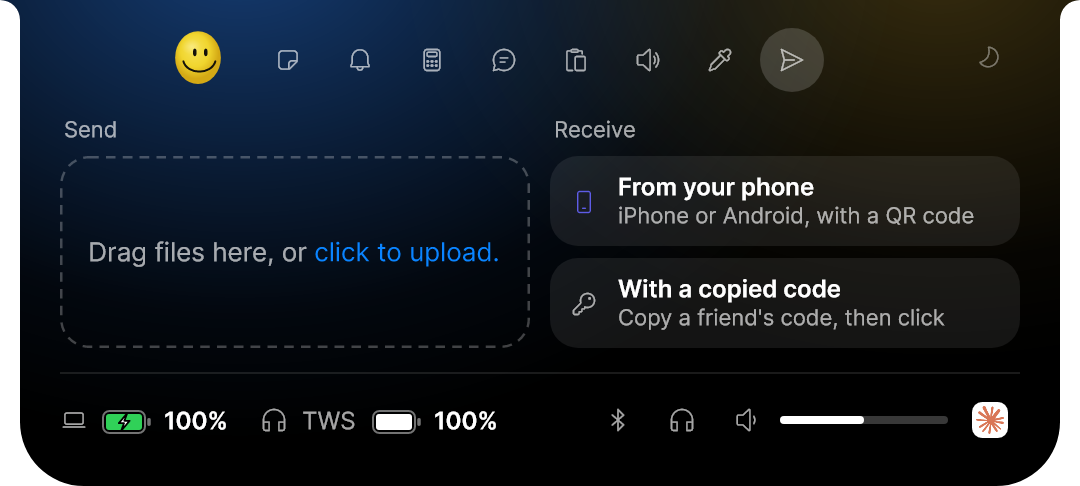 Send
Drag files here, or click to upload.
Receive
From your phone
iPhone or Android, with a QR code
With a copied code
Copy a friend's code, then click
100%
TWS
100%